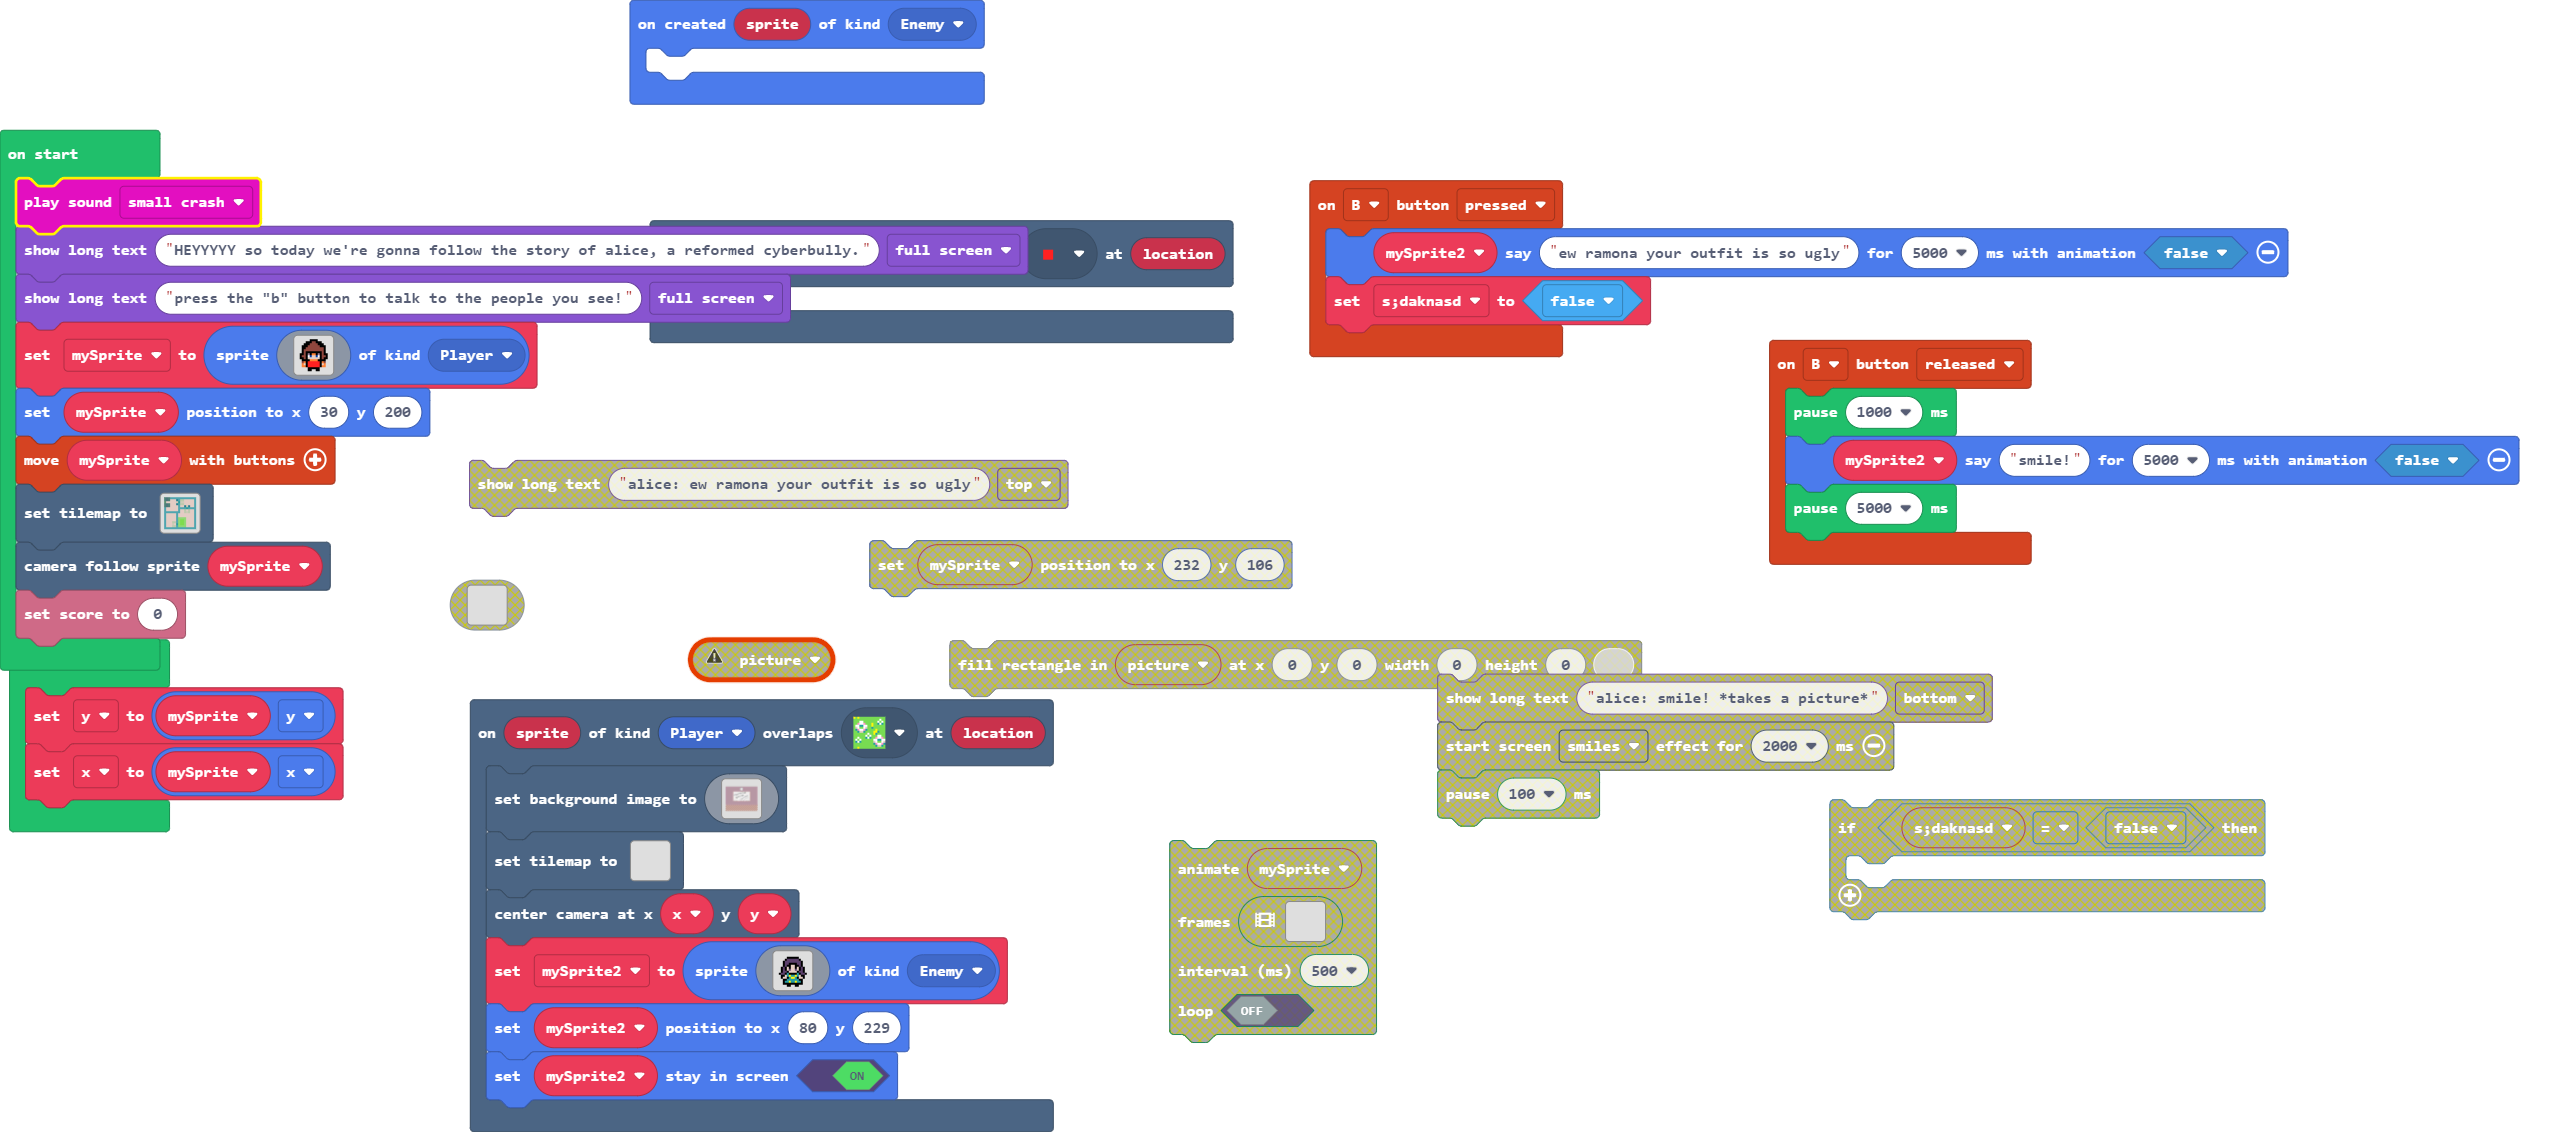 on created sprite of kind Enemy
on start
play sound small crash
show long text "HEYYYYY so today we're gonna follow the story of alice, a reformed cyberbully." full screen
show long text "press the "b" button to talk to the people you see!" full screen
set mySprite to sprite of kind Player
set mySprite position to x 30 y 200
move mySprite with buttons
set tilemap to
camera follow sprite mySprite
set score to 0
set y to mySprite y
set x to mySprite x
at location
on B button pressed
mySprite2 say "ew ramona your outfit is so ugly" for 5000 ms with animation false
set s;daknasd to false
on B button released
pause 1000 ms
mySprite2 say "smile!" for 5000 ms with animation false
pause 5000 ms
show long text "alice: ew ramona your outfit is so ugly" top
set mySprite position to x 232 y 106
picture
fill rectangle in picture at x 0 y 0 width 0 height 0
show long text "alice: smile! *takes a picture*" bottom
start screen smiles effect for 2000 ms
pause 100 ms
on sprite of kind Player overlaps at location
set background image to
set tilemap to
center camera at x x y y
set mySprite2 to sprite of kind Enemy
set mySprite2 position to x 80 y 229
set mySprite2 stay in screen ON
animate mySprite
frames
interval (ms) 500
loop OFF
if s;daknasd = false then